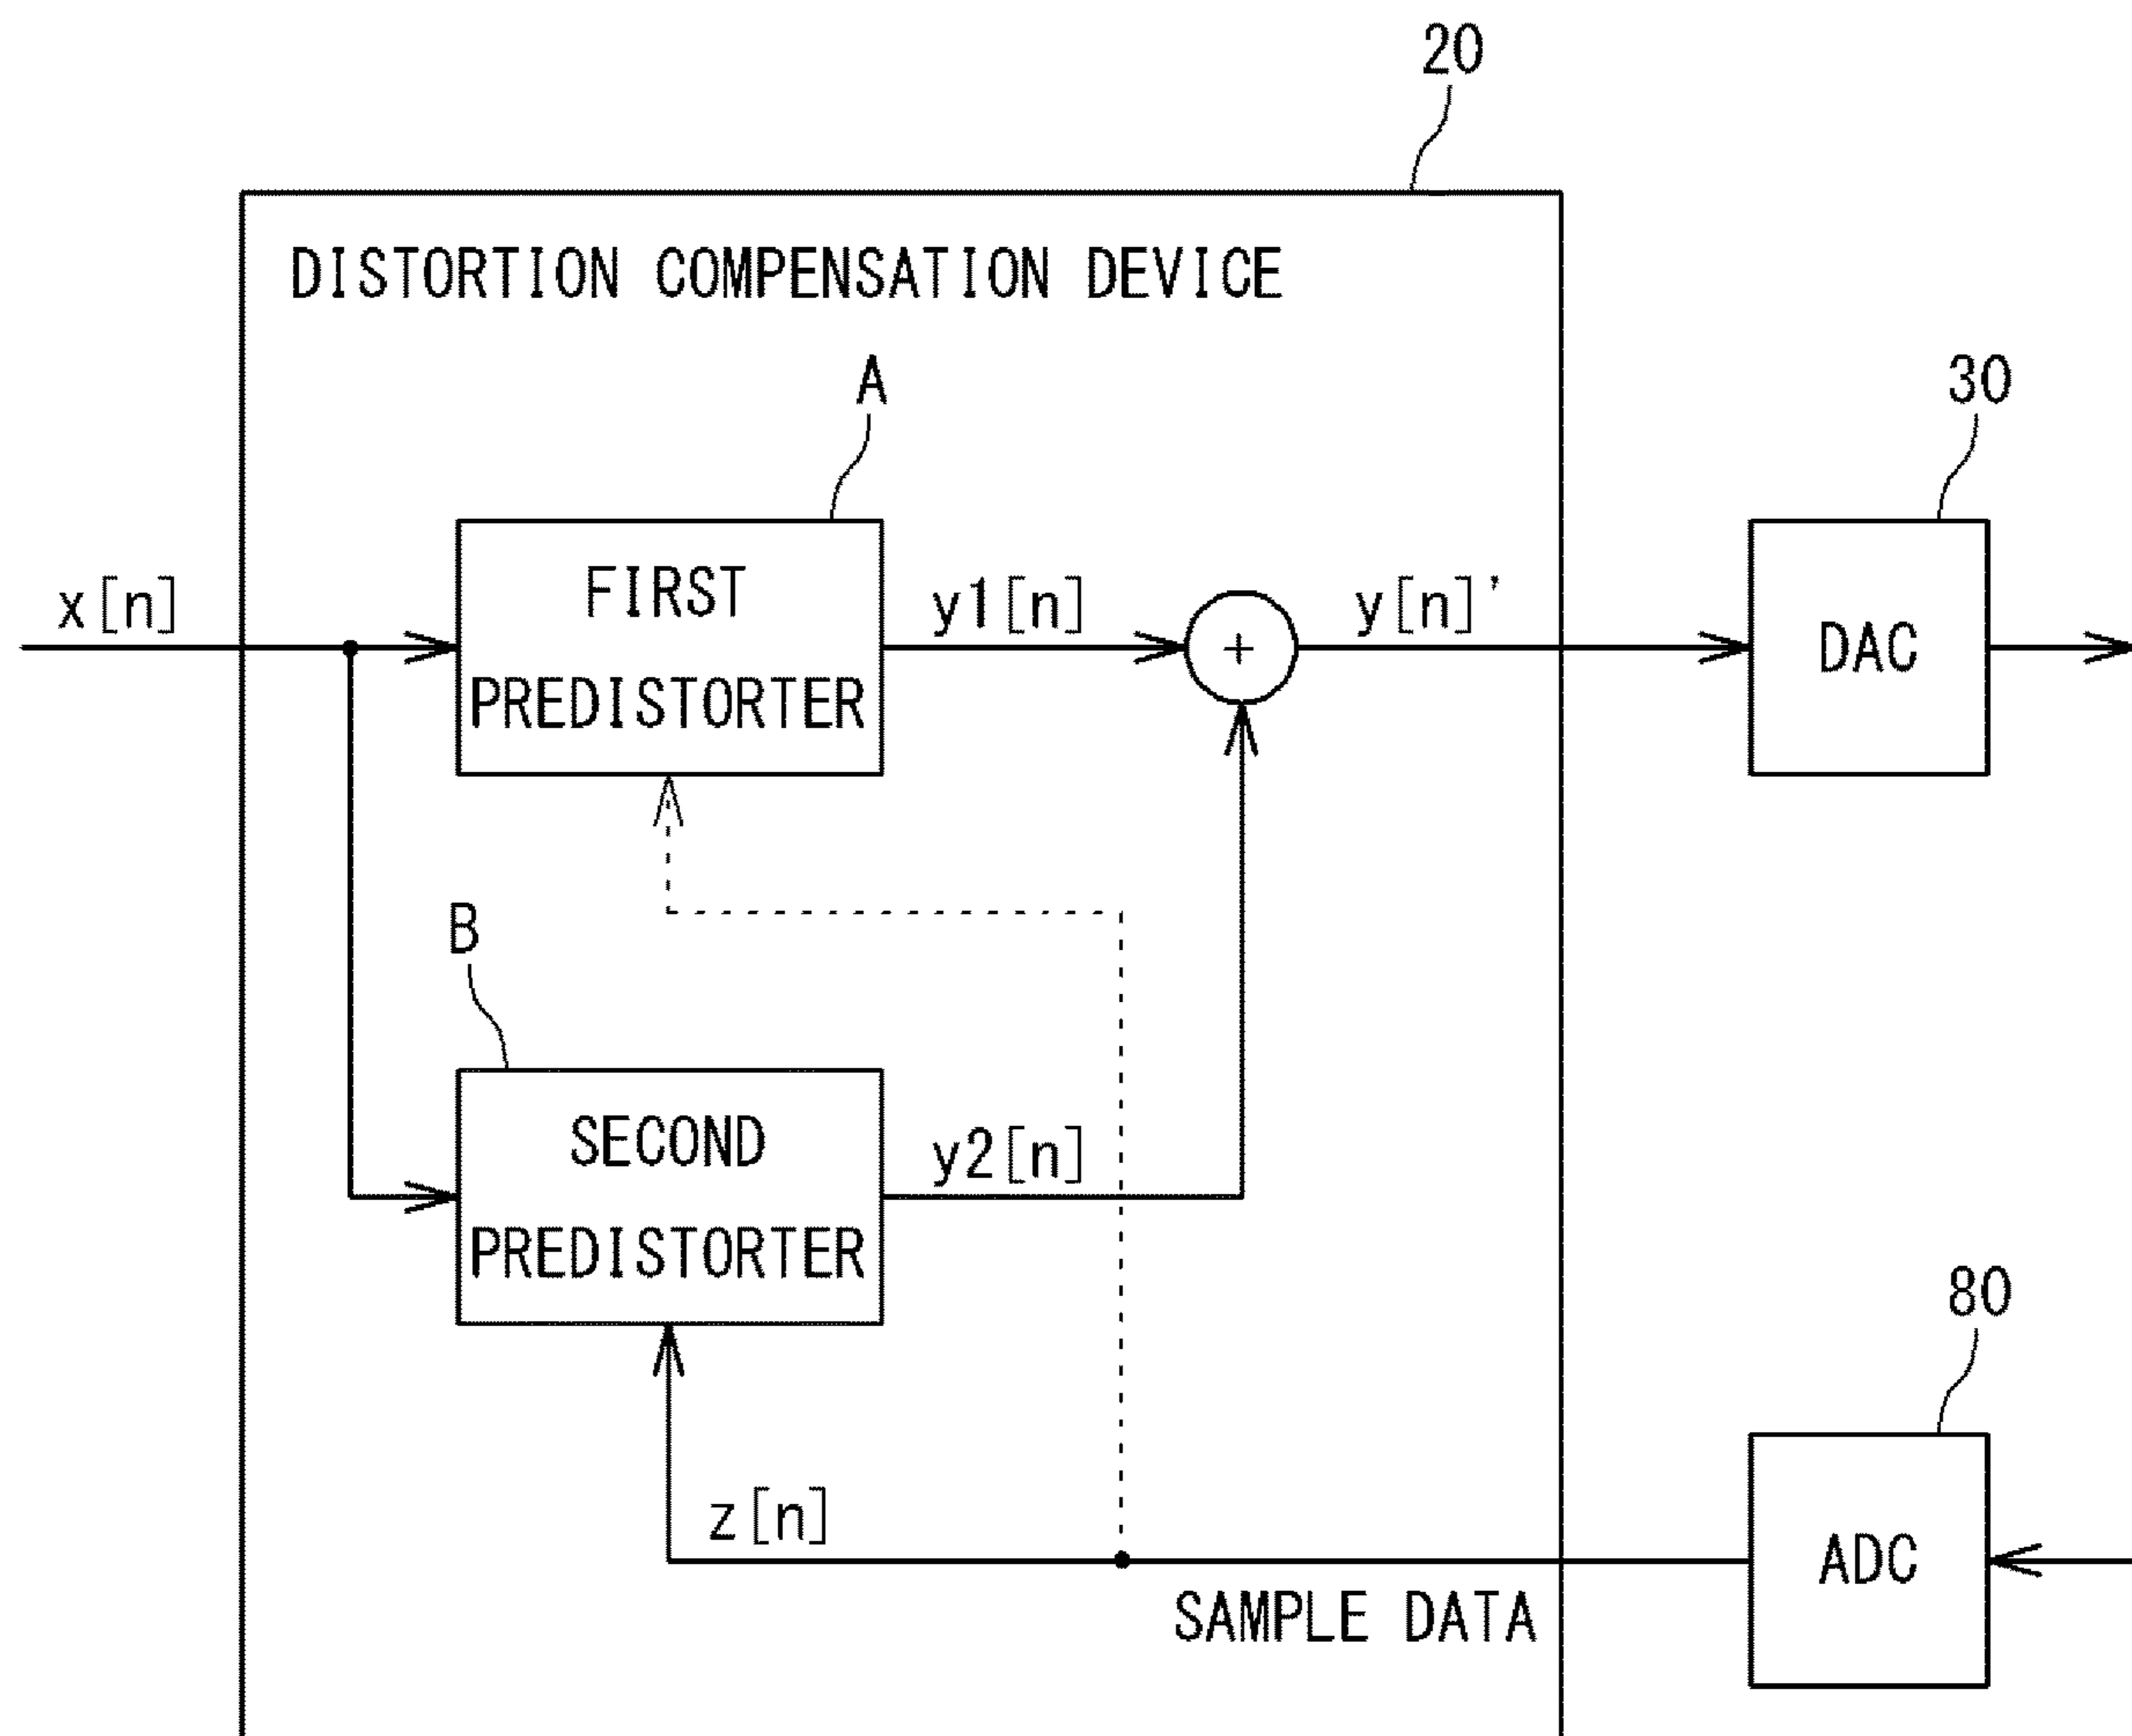 20
DISTORTION COMPENSATION DEVICE
A
30
x[n]
FIRST
PREDISTORTER
y1[n]
+
y[n]'
DAC
B
SECOND
PREDISTORTER
y2[n]
80
z[n]
ADC
SAMPLE DATA